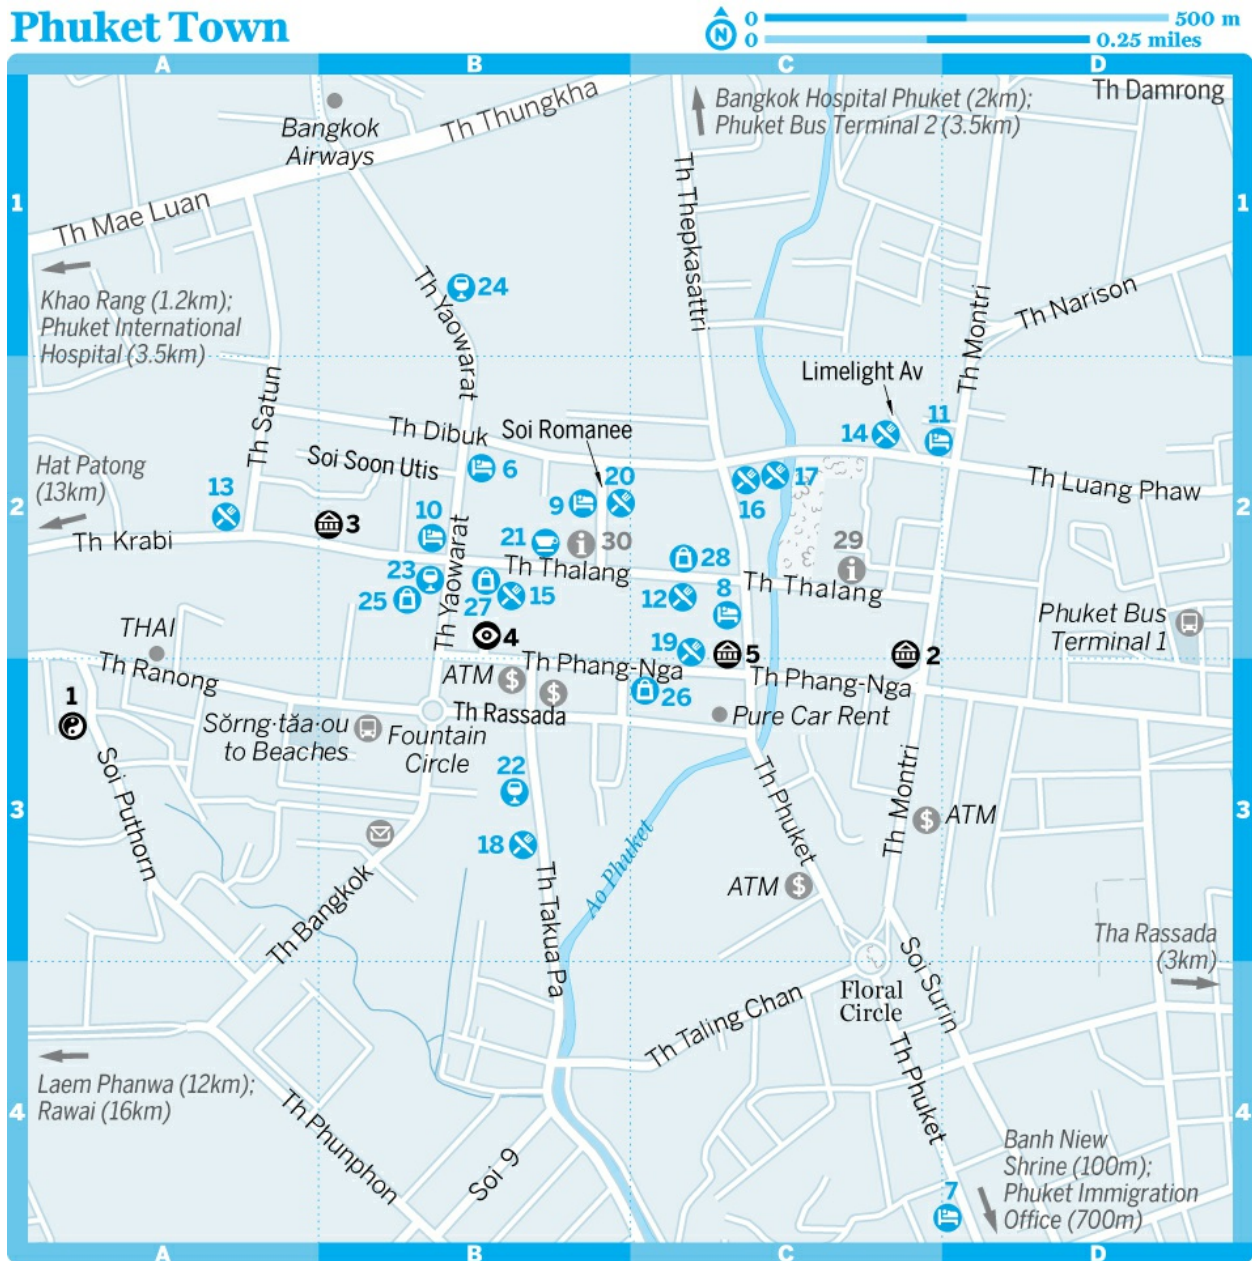 Phuket Town
0 500 m
N
0 0.25 miles
A B C D
Th Damrong
Bangkok Hospital Phuket (2km);
Phuket Bus Terminal 2 (3.5km)
Bangkok
Airways
Th Thungkha
Th Mae Luan
Th Thepkasattri
1
1
Khao Rang (1.2km);
Phuket International
Hospital (3.5km)
Th Yaowarat
24
Th Narison
Th Montri
Limelight Av
Th Satun
Th Dibuk
Soi Romanee
14
11
Soi Soon Utis
6
Hat Patong
(13km)
13
20
17
Th Luang Phaw
9
16
2
2
3
10
Th Krabi
21
30
28
29
Th Yaowarat
Th Thalang
Th Thalang
23
25
27
15
12
8
Phuket Bus
Terminal 1
THAI
4
19
5
2
Th Ranong
ATM
$
$
Th Phang-Nga
Th Phang-Nga
26
1
Th Rassada
Pure Car Rent
Sŏrng·tăa·ou
to Beaches
Fountain
Circle
22
Soi Puthorn
Th Phuket
Th Montri
3
3
$
ATM
18
Ao Phuket
ATM
$
Th Bangkok
Th Takua Pa
Tha Rassada
(3km)
Soi Surin
Floral
Circle
Th Taling Chan
Laem Phanwa (12km);
Rawai (16km)
Th Phuket
4
4
Th Phunphon
Soi 9
Banh Niew
Shrine (100m);
Phuket Immigration
Office (700m)
7
A B C D